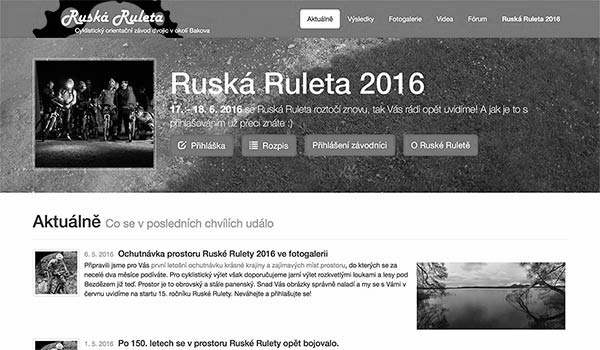 Ruská Ruleta
Cyklistický orientační závod dvojic v okolí Bakova
Aktuálně Výsledky Fotogalerie Videa Fórum Ruská Ruleta 2016
Ruská Ruleta 2016
17. – 18. 6. 2016 se Ruská Ruleta roztočí znovu, tak Vás rádi opět uvidíme! A jak je to s
přihlašováním už přeci znáte :)
Přihláška Rozpis Přihlášení závodníci O Ruské Ruletě
Aktuálně Co se v posledních chvílích událo
6. 5. 2016 Ochutnávka prostoru Ruské Rulety 2016 ve fotogalerii
Připravili jsme pro Vás první letošní ochutnávku krásné krajiny a zajímavých míst prostoru, do kterých se za
necelé dva měsíce podíváte. Pro cyklistický výlet však doporučujeme jarní výlet rozkvetlými loukami a lesy pod
Bezdězem již teď. Prostor je to obrovský a stále panenský. Snad Vás obrázky správně naladí a my se s Vámi v
červnu uvidíme na startu 15. ročníku Ruské Rulety. Neváhejte a přihlašujte se!
1. 5. 2016 Po 150. letech se v prostoru Ruské Rulety opět bojovalo.